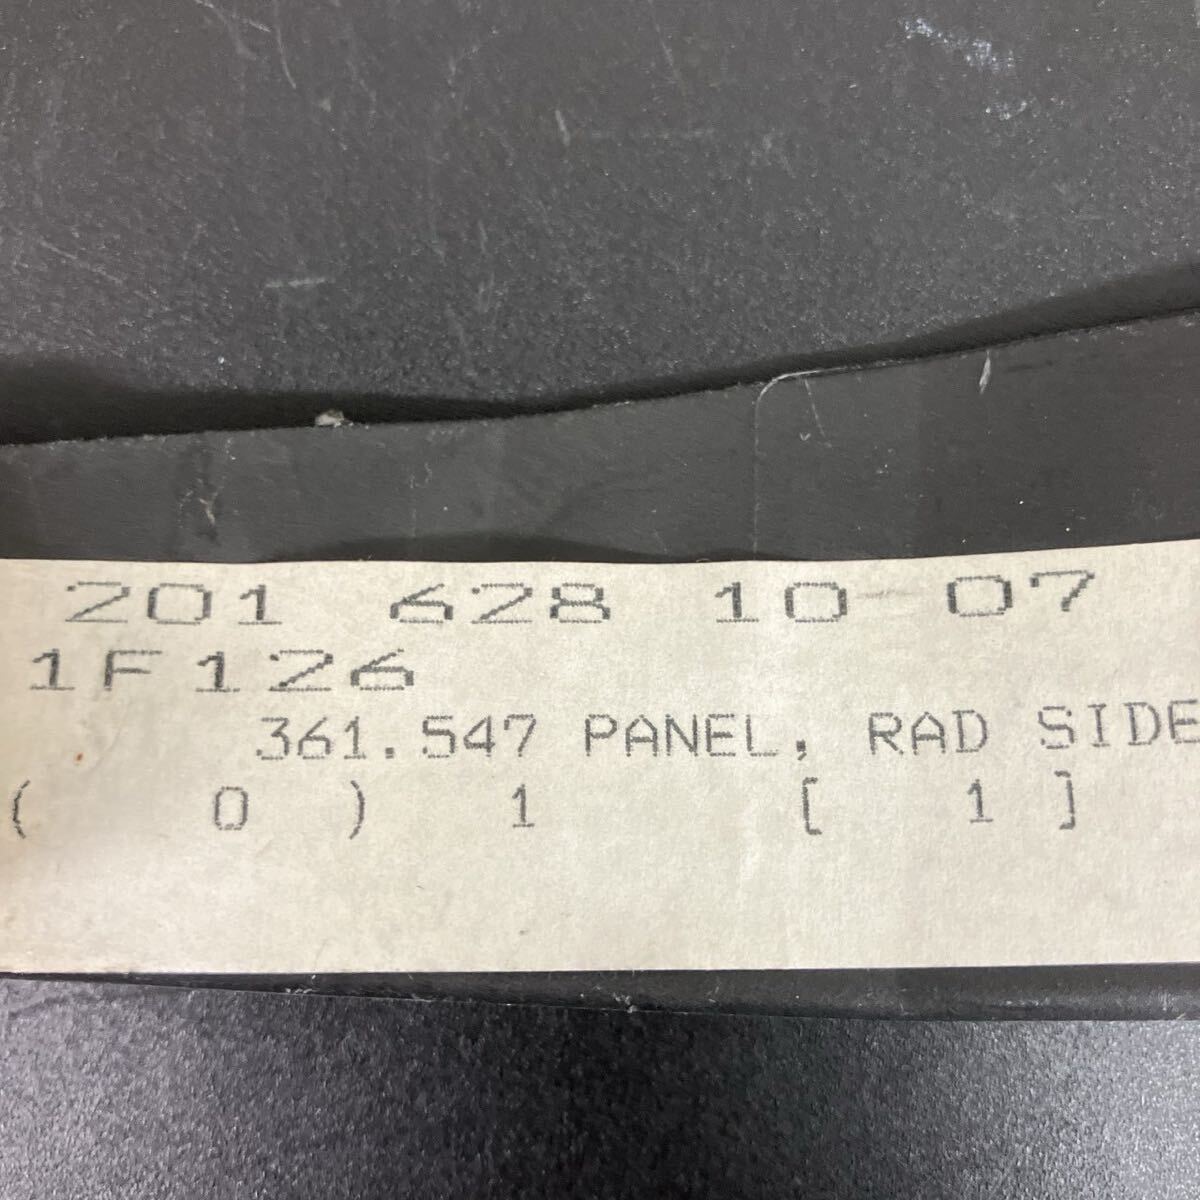 201 628 10 07
1F126
361.547 PANEL, RAD SIDE
( 0 ) 1 [ 1 ]